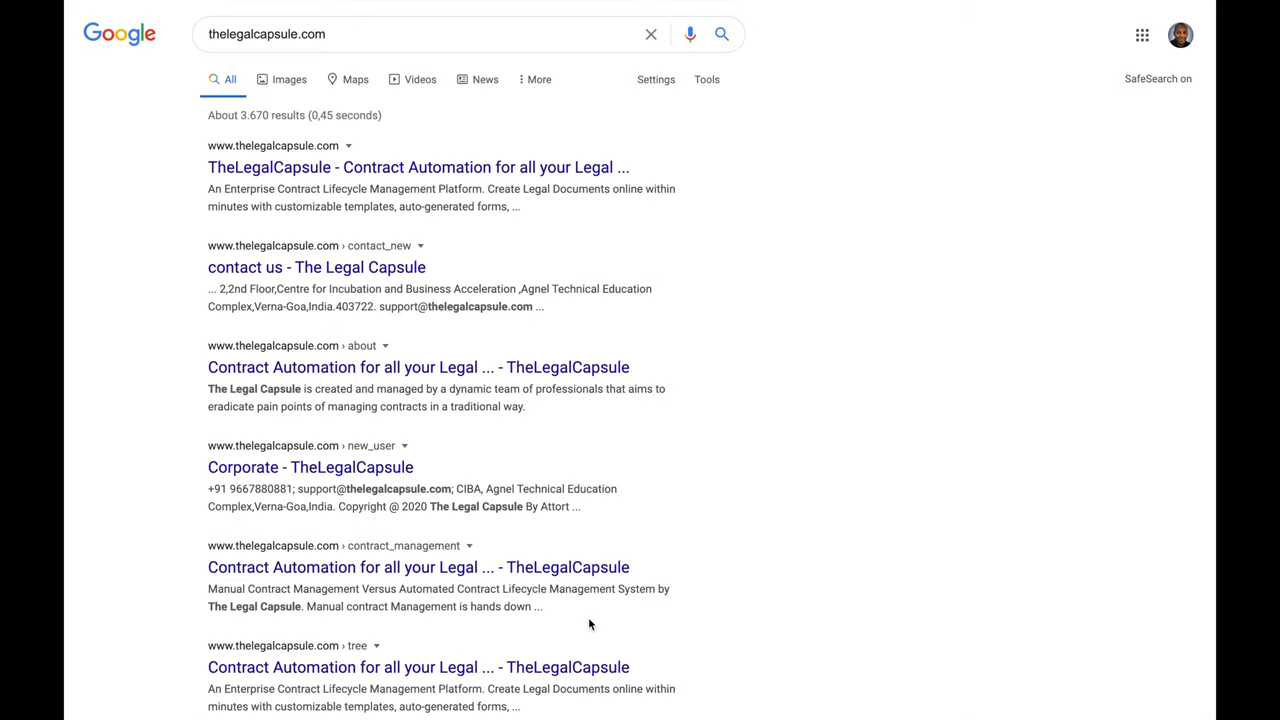 Google
thelegalcapsule.com
All Images Maps Videos News More Settings Tools SafeSearch on
About 3.670 results (0,45 seconds)
www.thelegalcapsule.com
TheLegalCapsule - Contract Automation for all your Legal ...
An Enterprise Contract Lifecycle Management Platform. Create Legal Documents online within
minutes with customizable templates, auto-generated forms, ...
www.thelegalcapsule.com › contact_new
contact us - The Legal Capsule
... 2,2nd Floor,Centre for Incubation and Business Acceleration ,Agnel Technical Education
Complex,Verna-Goa,India.403722. support@thelegalcapsule.com ...
www.thelegalcapsule.com › about
Contract Automation for all your Legal ... - TheLegalCapsule
The Legal Capsule is created and managed by a dynamic team of professionals that aims to
eradicate pain points of managing contracts in a traditional way.
www.thelegalcapsule.com › new_user
Corporate - TheLegalCapsule
+91 9667880881; support@thelegalcapsule.com; CIBA, Agnel Technical Education
Complex,Verna-Goa,India. Copyright @ 2020 The Legal Capsule By Attort ...
www.thelegalcapsule.com › contract_management
Contract Automation for all your Legal ... - TheLegalCapsule
Manual Contract Management Versus Automated Contract Lifecycle Management System by
The Legal Capsule. Manual contract Management is hands down ...
www.thelegalcapsule.com › tree
Contract Automation for all your Legal ... - TheLegalCapsule
An Enterprise Contract Lifecycle Management Platform. Create Legal Documents online within
minutes with customizable templates, auto-generated forms, ...